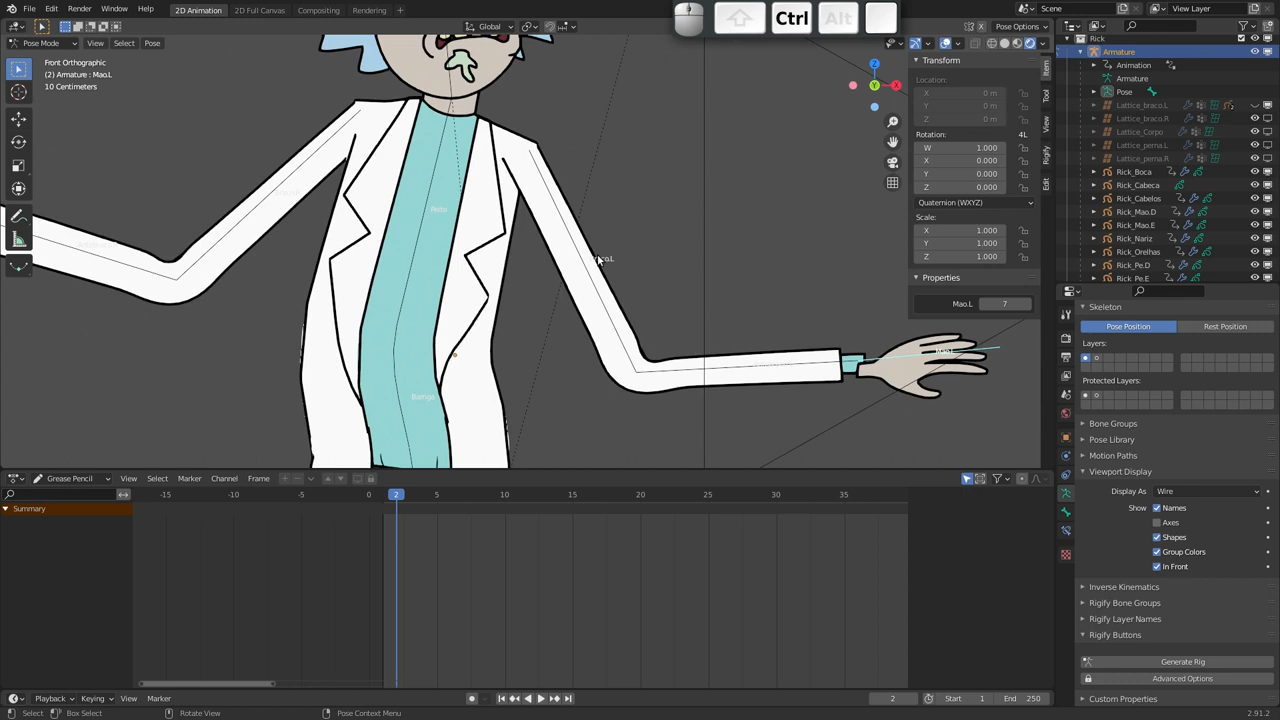 File Edit Render Window Help 2D Animation 2D Full Canvas Compositing Rendering
Ctrl Alt
Scene View Layer
Pose Mode View Select Pose Global Pose Options
Front Orthographic
(2) Armature : Mao.L
10 Centimeters
Peito
Barriga
Mao.L
Transform
Location:
X 0 m
Y 0 m
Z 0 m
Rotation: 4L
W 1.000
X 0.000
Y 0.000
Z 0.000
Quaternion (WXYZ)
Scale:
X 1.000
Y 1.000
Z 1.000
Properties
Mao.L 7
Item
Tool
View
Rigify
Edit
Rick
Armature
Animation
Armature
Pose
Lattice_braco.L
Lattice_braco.R
Lattice_Corpo
Lattice_perna.L
Lattice_perna.R
Rick_Boca
Rick_Cabeca
Rick_Cabelos
Rick_Mao.D
Rick_Mao.E
Rick_Nariz
Rick_Orelhas
Rick_Pe.D
Rick_Pe.E
Skeleton
Pose Position Rest Position
Layers:
Protected Layers:
Bone Groups
Pose Library
Motion Paths
Viewport Display
Display As Wire
Show Names
Axes
Shapes
Group Colors
In Front
Inverse Kinematics
Rigify Bone Groups
Rigify Layer Names
Rigify Buttons
Generate Rig
Advanced Options
Custom Properties
Grease Pencil View Select Marker Channel Frame
-15 -10 -5 0 2 5 10 15 20 25 30 35
Summary
Playback Keying View Marker 2 Start 1 End 250
Select Box Select Rotate View Pose Context Menu 2.91.2